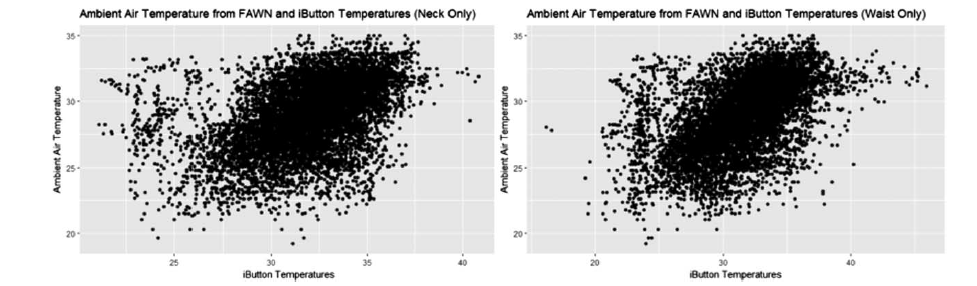 Ambient Air Temperature from FAWN and iButton Temperatures (Neck Only)
35
30
25
20
Ambient Air Temperature
25 30 35 40
iButton Temperatures
Ambient Air Temperature from FAWN and iButton Temperatures (Waist Only)
35
30
25
20
Ambient Air Temperature
20 30 40
iButton Temperatures